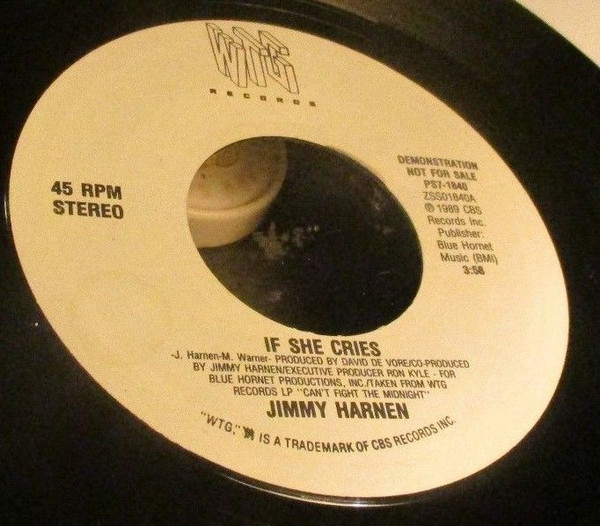 WTG
RECORDS
45 RPM
STEREO
DEMONSTRATION
NOT FOR SALE
PS7-1840
ZSS01840A
℗ 1989 CBS
Records Inc.
Publisher:
Blue Hornet
Music (BMI)
3:58
IF SHE CRIES
-J. Harnen-M. Warner- PRODUCED BY DAVID DE VORE/CO-PRODUCED
BY JIMMY HARNEN/EXECUTIVE PRODUCER RON KYLE - FOR
BLUE HORNET PRODUCTIONS, INC./TAKEN FROM WTG
RECORDS LP "CAN'T FIGHT THE MIDNIGHT"
JIMMY HARNEN
"WTG," IS A TRADEMARK OF CBS RECORDS INC.